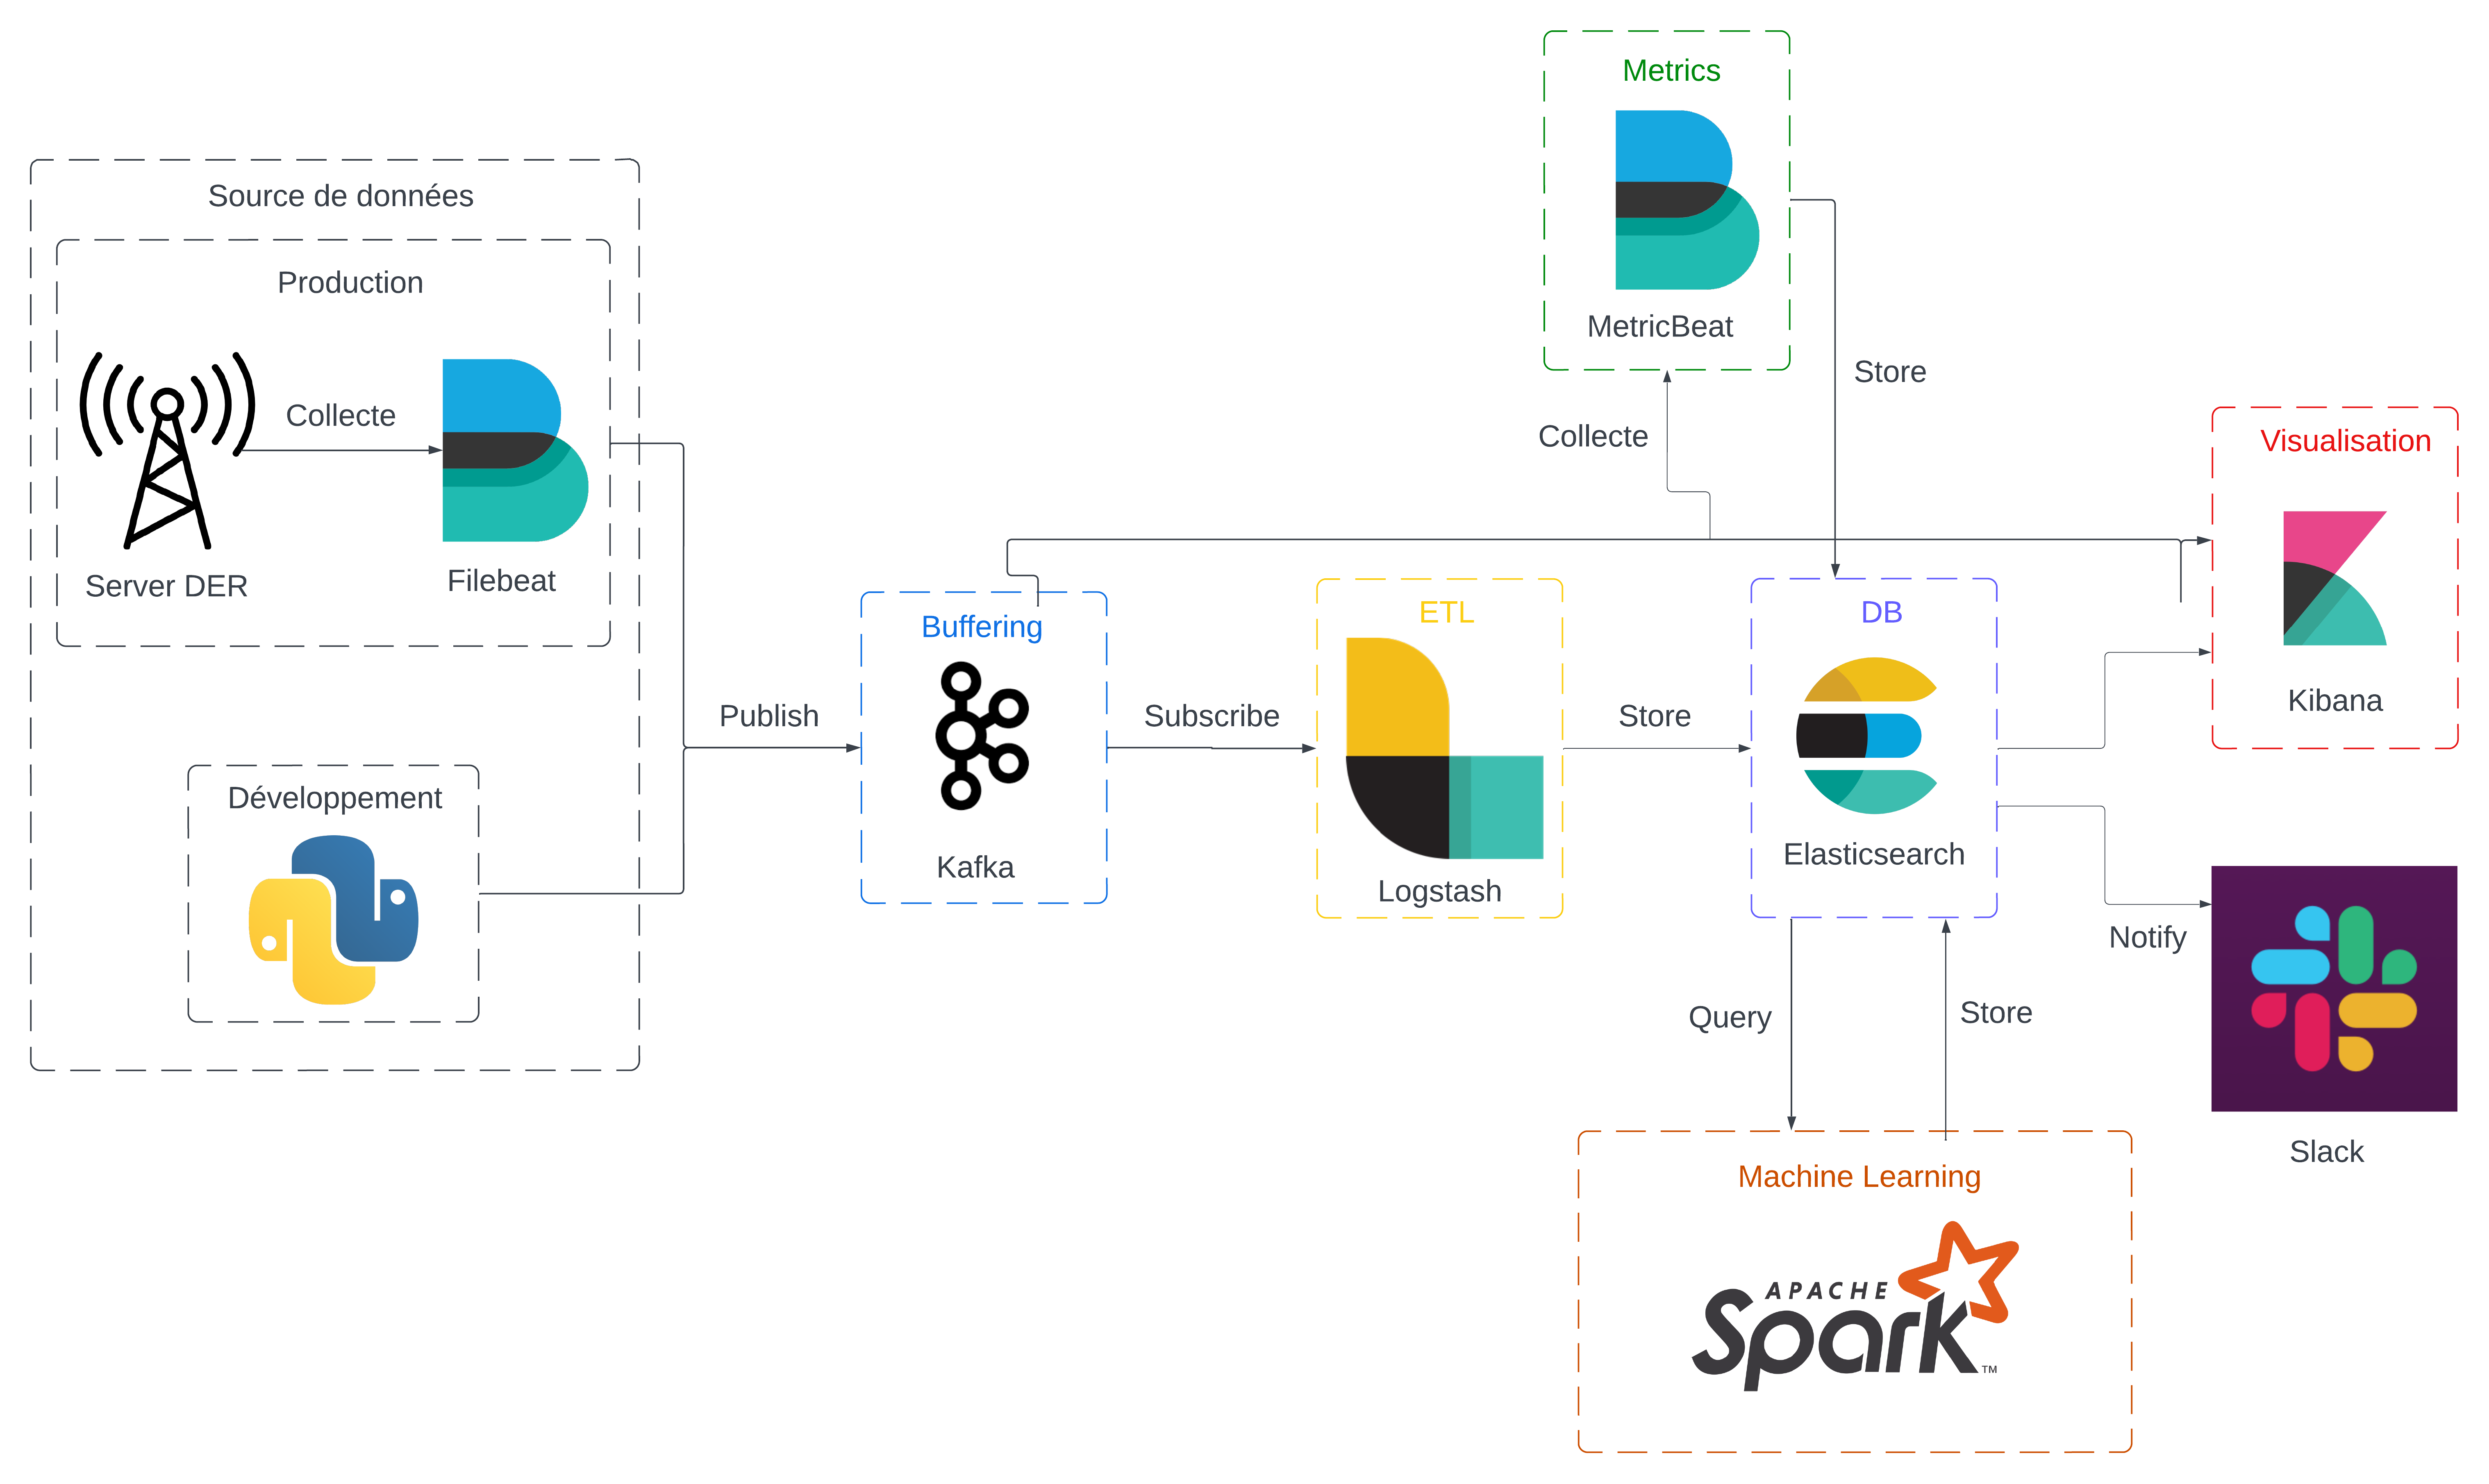 Metrics
MetricBeat
Source de données
Production
Collecte
Server DER
Filebeat
Développement
Publish
Buffering
Kafka
Subscribe
ETL
Logstash
Store
Collecte
Store
DB
Elasticsearch
Visualisation
Kibana
Notify
Slack
Query
Store
Machine Learning
APACHE
Spark™